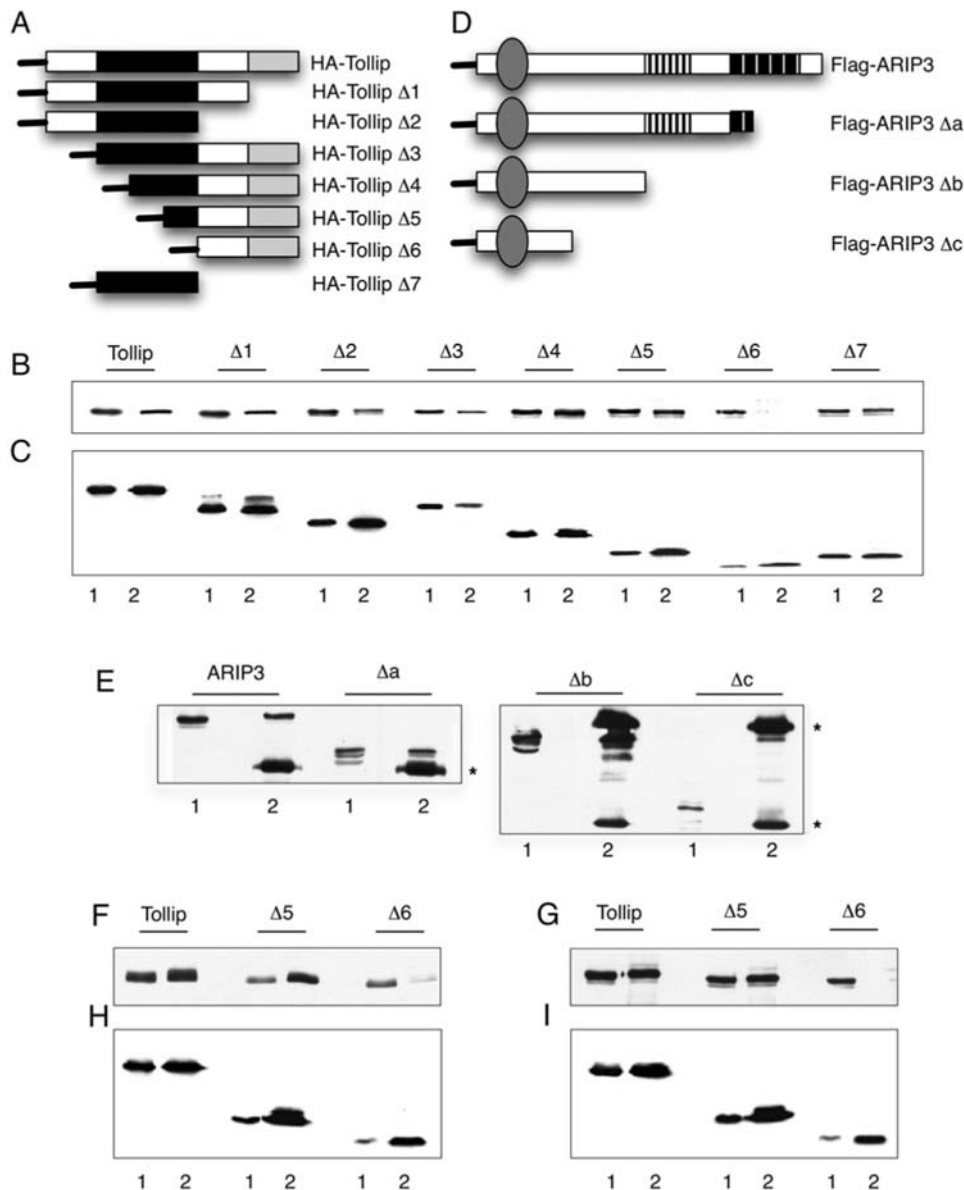 A
HA-Tollip
HA-Tollip Δ1
HA-Tollip Δ2
HA-Tollip Δ3
HA-Tollip Δ4
HA-Tollip Δ5
HA-Tollip Δ6
HA-Tollip Δ7
D
Flag-ARIP3
Flag-ARIP3 Δa
Flag-ARIP3 Δb
Flag-ARIP3 Δc
B
Tollip Δ1 Δ2 Δ3 Δ4 Δ5 Δ6 Δ7
C
1 2 1 2 1 2 1 2 1 2 1 2 1 2 1 2
E
ARIP3 Δa
*
1 2 1 2
Δb Δc
*
*
1 2 1 2
F
Tollip Δ5 Δ6
H
1 2 1 2 1 2
G
Tollip Δ5 Δ6
I
1 2 1 2 1 2